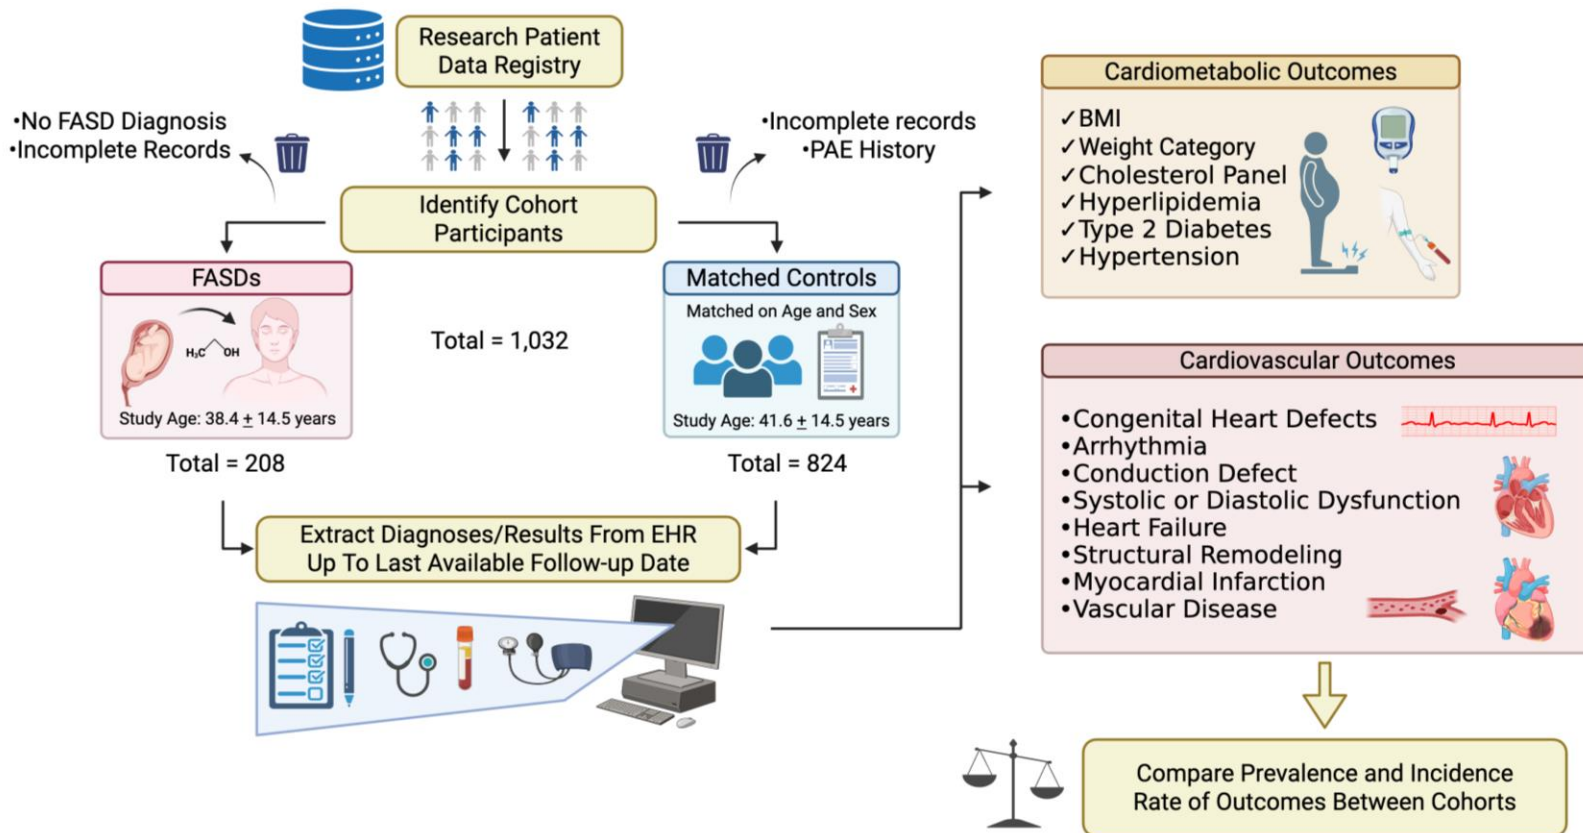 Research Patient
Data Registry
•No FASD Diagnosis
•Incomplete Records
•Incomplete records
•PAE History
Identify Cohort
Participants
FASDs
H₃C
OH
Study Age: 38.4 ± 14.5 years
Total = 208
Total = 1,032
Matched Controls
Matched on Age and Sex
Study Age: 41.6 ± 14.5 years
Total = 824
Extract Diagnoses/Results From EHR
Up To Last Available Follow-up Date
Cardiometabolic Outcomes
✓BMI
✓Weight Category
✓Cholesterol Panel
✓Hyperlipidemia
✓Type 2 Diabetes
✓Hypertension
Cardiovascular Outcomes
•Congenital Heart Defects
•Arrhythmia
•Conduction Defect
•Systolic or Diastolic Dysfunction
•Heart Failure
•Structural Remodeling
•Myocardial Infarction
•Vascular Disease
Compare Prevalence and Incidence
Rate of Outcomes Between Cohorts